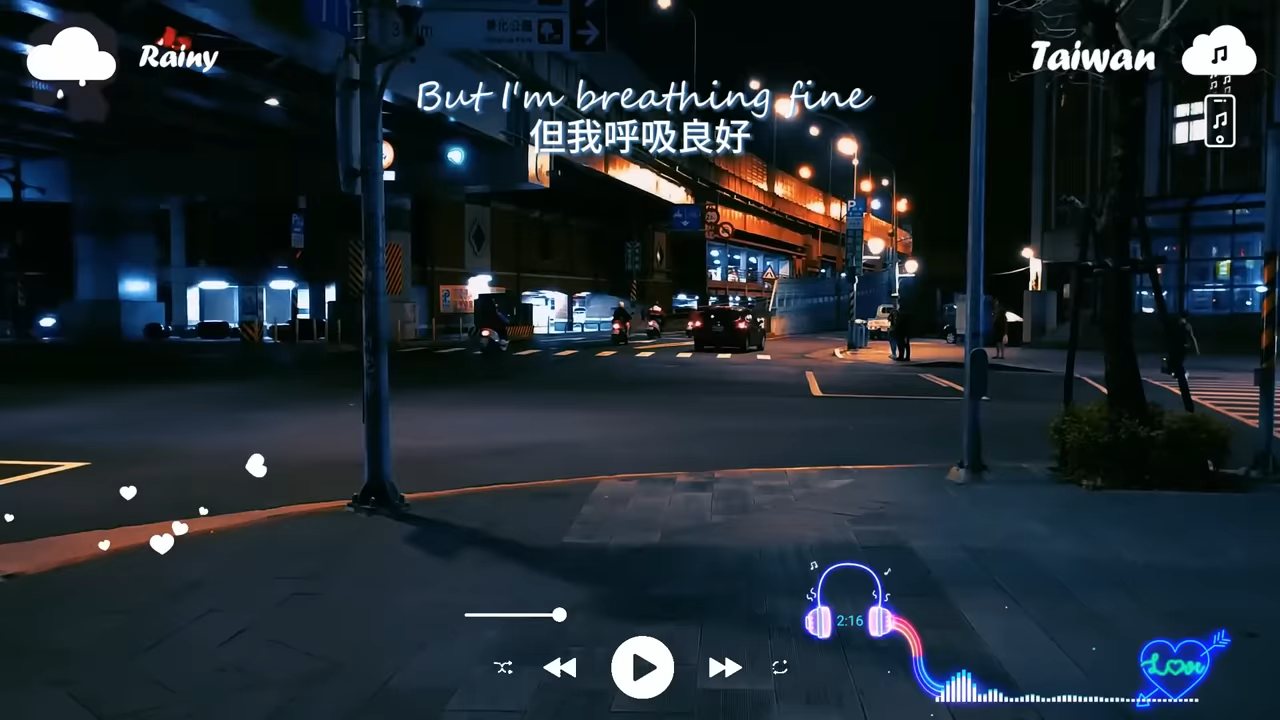 Rainy
Taiwan
But I'm breathing fine
但我呼吸良好
P
2:16
Love